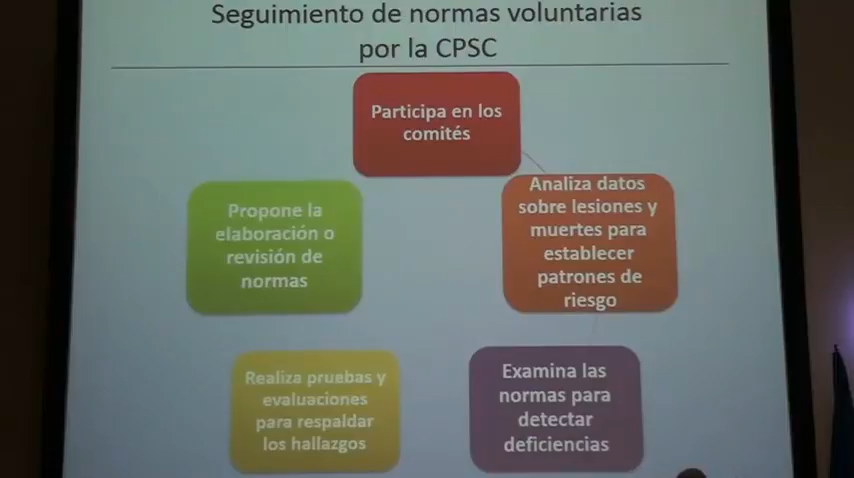 Seguimiento de normas voluntarias
por la CPSC
Participa en los
comités
Analiza datos
sobre lesiones y
muertes para
establecer
patrones de
riesgo
Examina las
normas para
detectar
deficiencias
Realiza pruebas y
evaluaciones
para respaldar
los hallazgos
Propone la
elaboración o
revisión de
normas